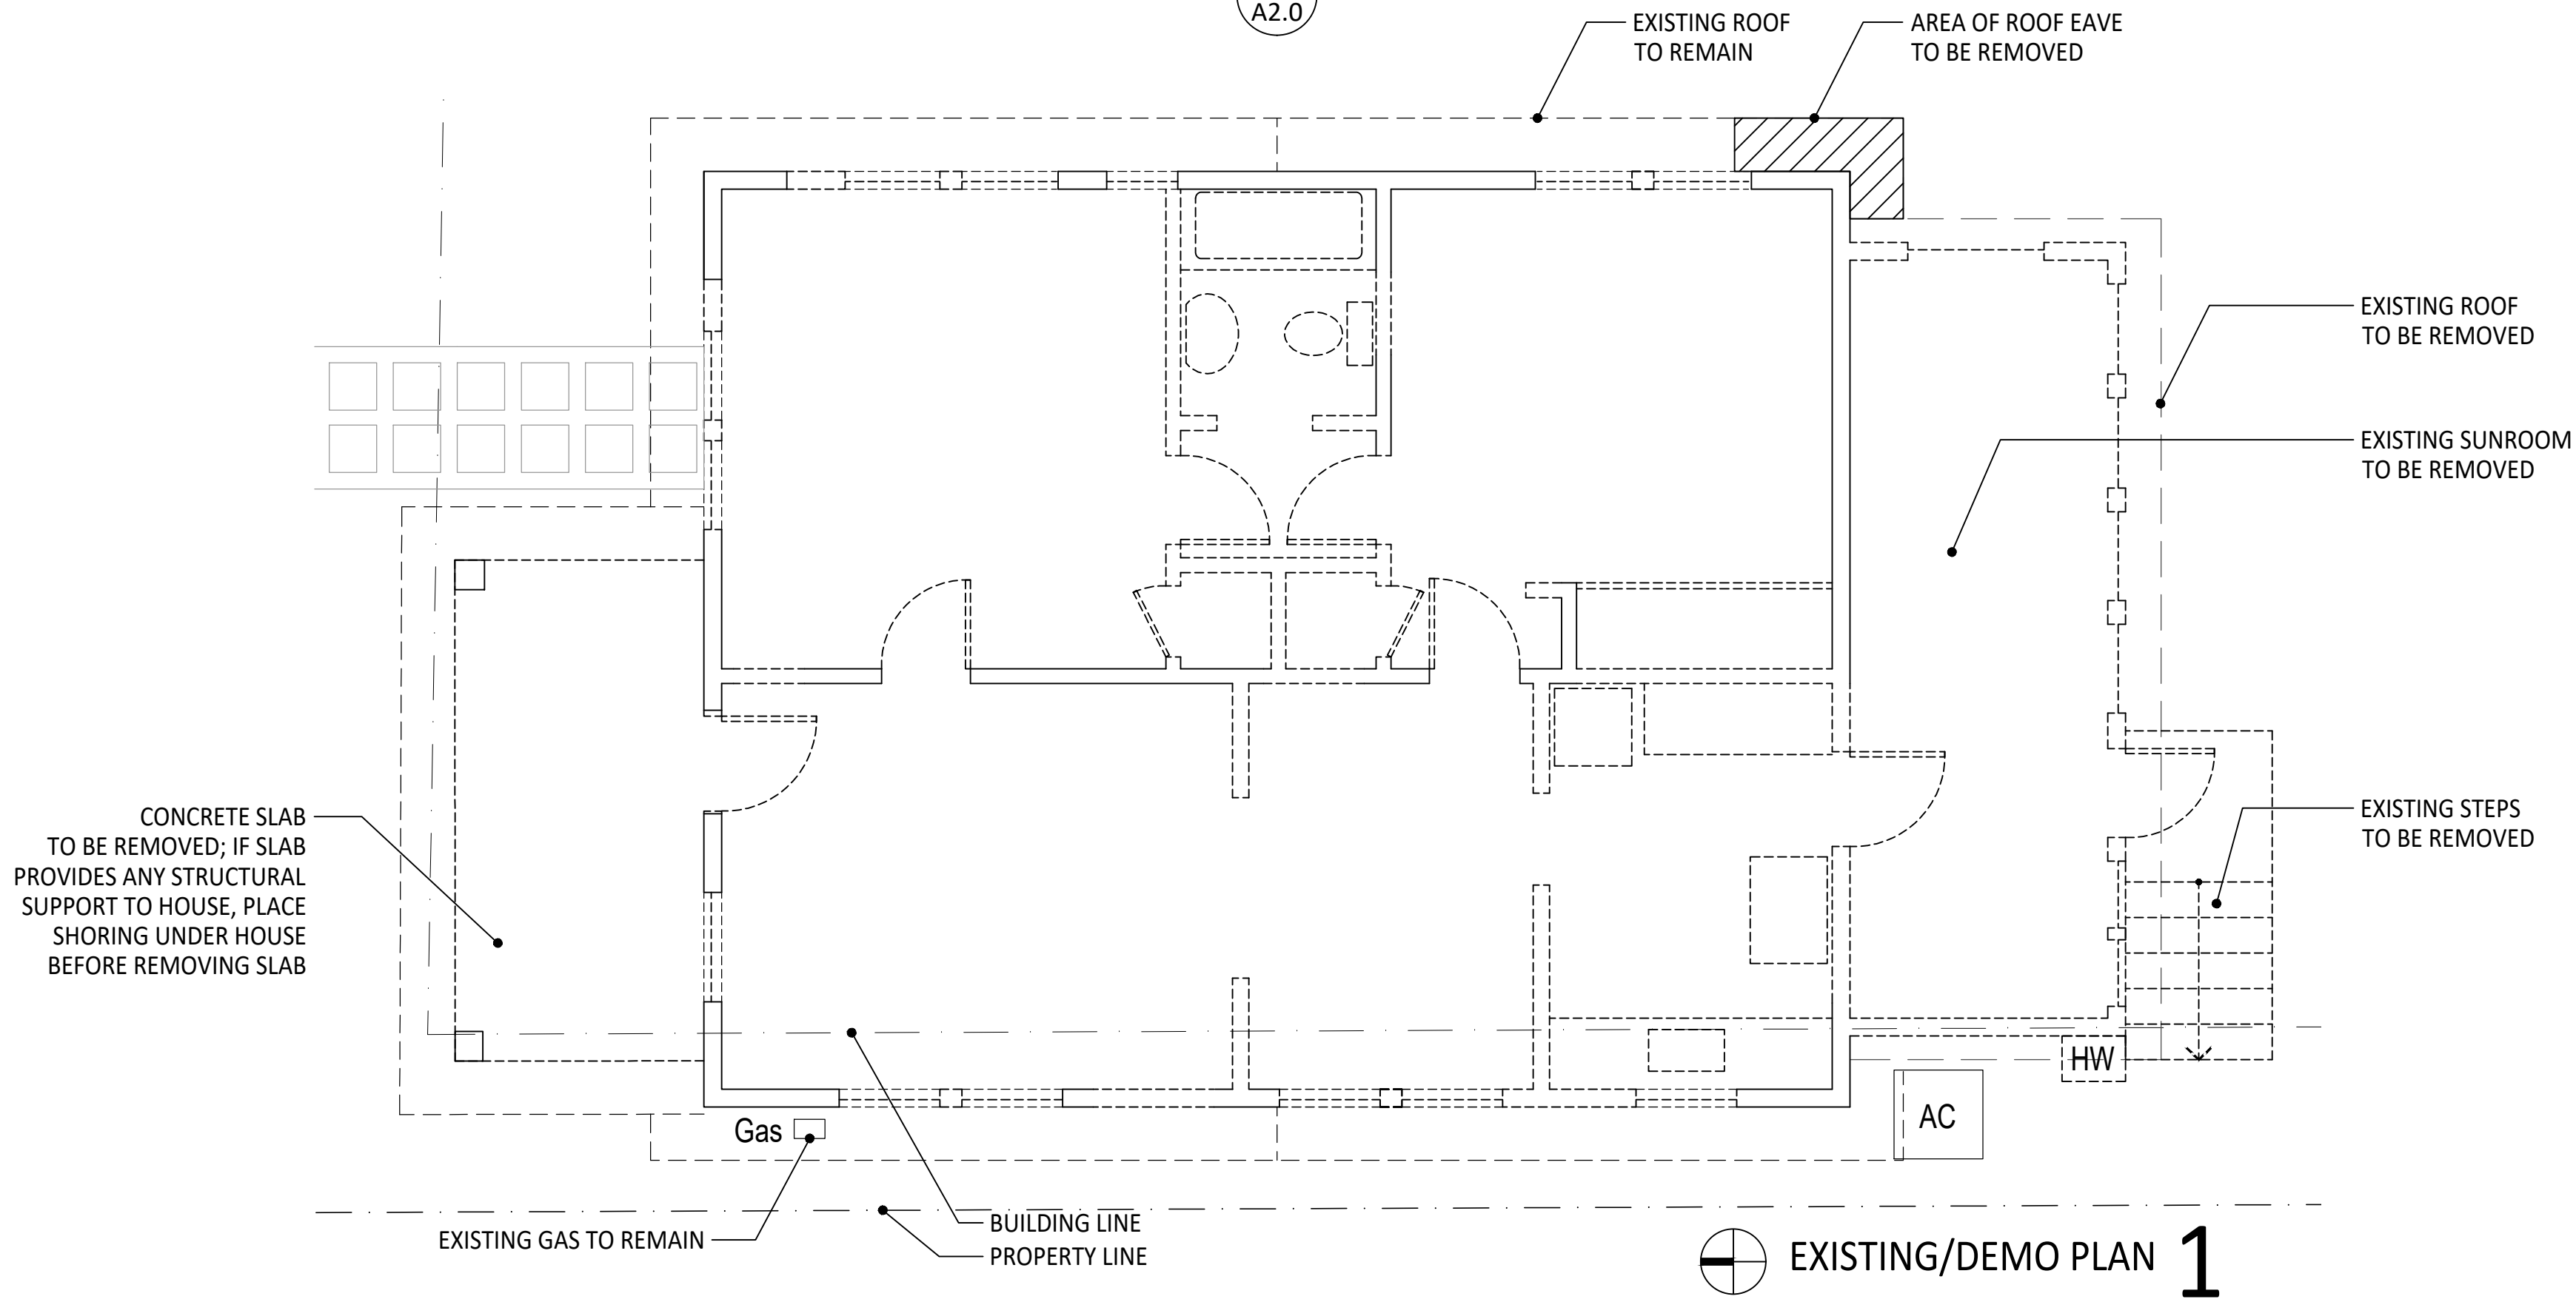 A2.0
EXISTING ROOF
TO REMAIN
AREA OF ROOF EAVE
TO BE REMOVED
EXISTING ROOF
TO BE REMOVED
EXISTING SUNROOM
TO BE REMOVED
CONCRETE SLAB
TO BE REMOVED; IF SLAB
PROVIDES ANY STRUCTURAL
SUPPORT TO HOUSE, PLACE
SHORING UNDER HOUSE
BEFORE REMOVING SLAB
EXISTING STEPS
TO BE REMOVED
HW
AC
Gas
EXISTING GAS TO REMAIN
BUILDING LINE
PROPERTY LINE
EXISTING/DEMO PLAN 1